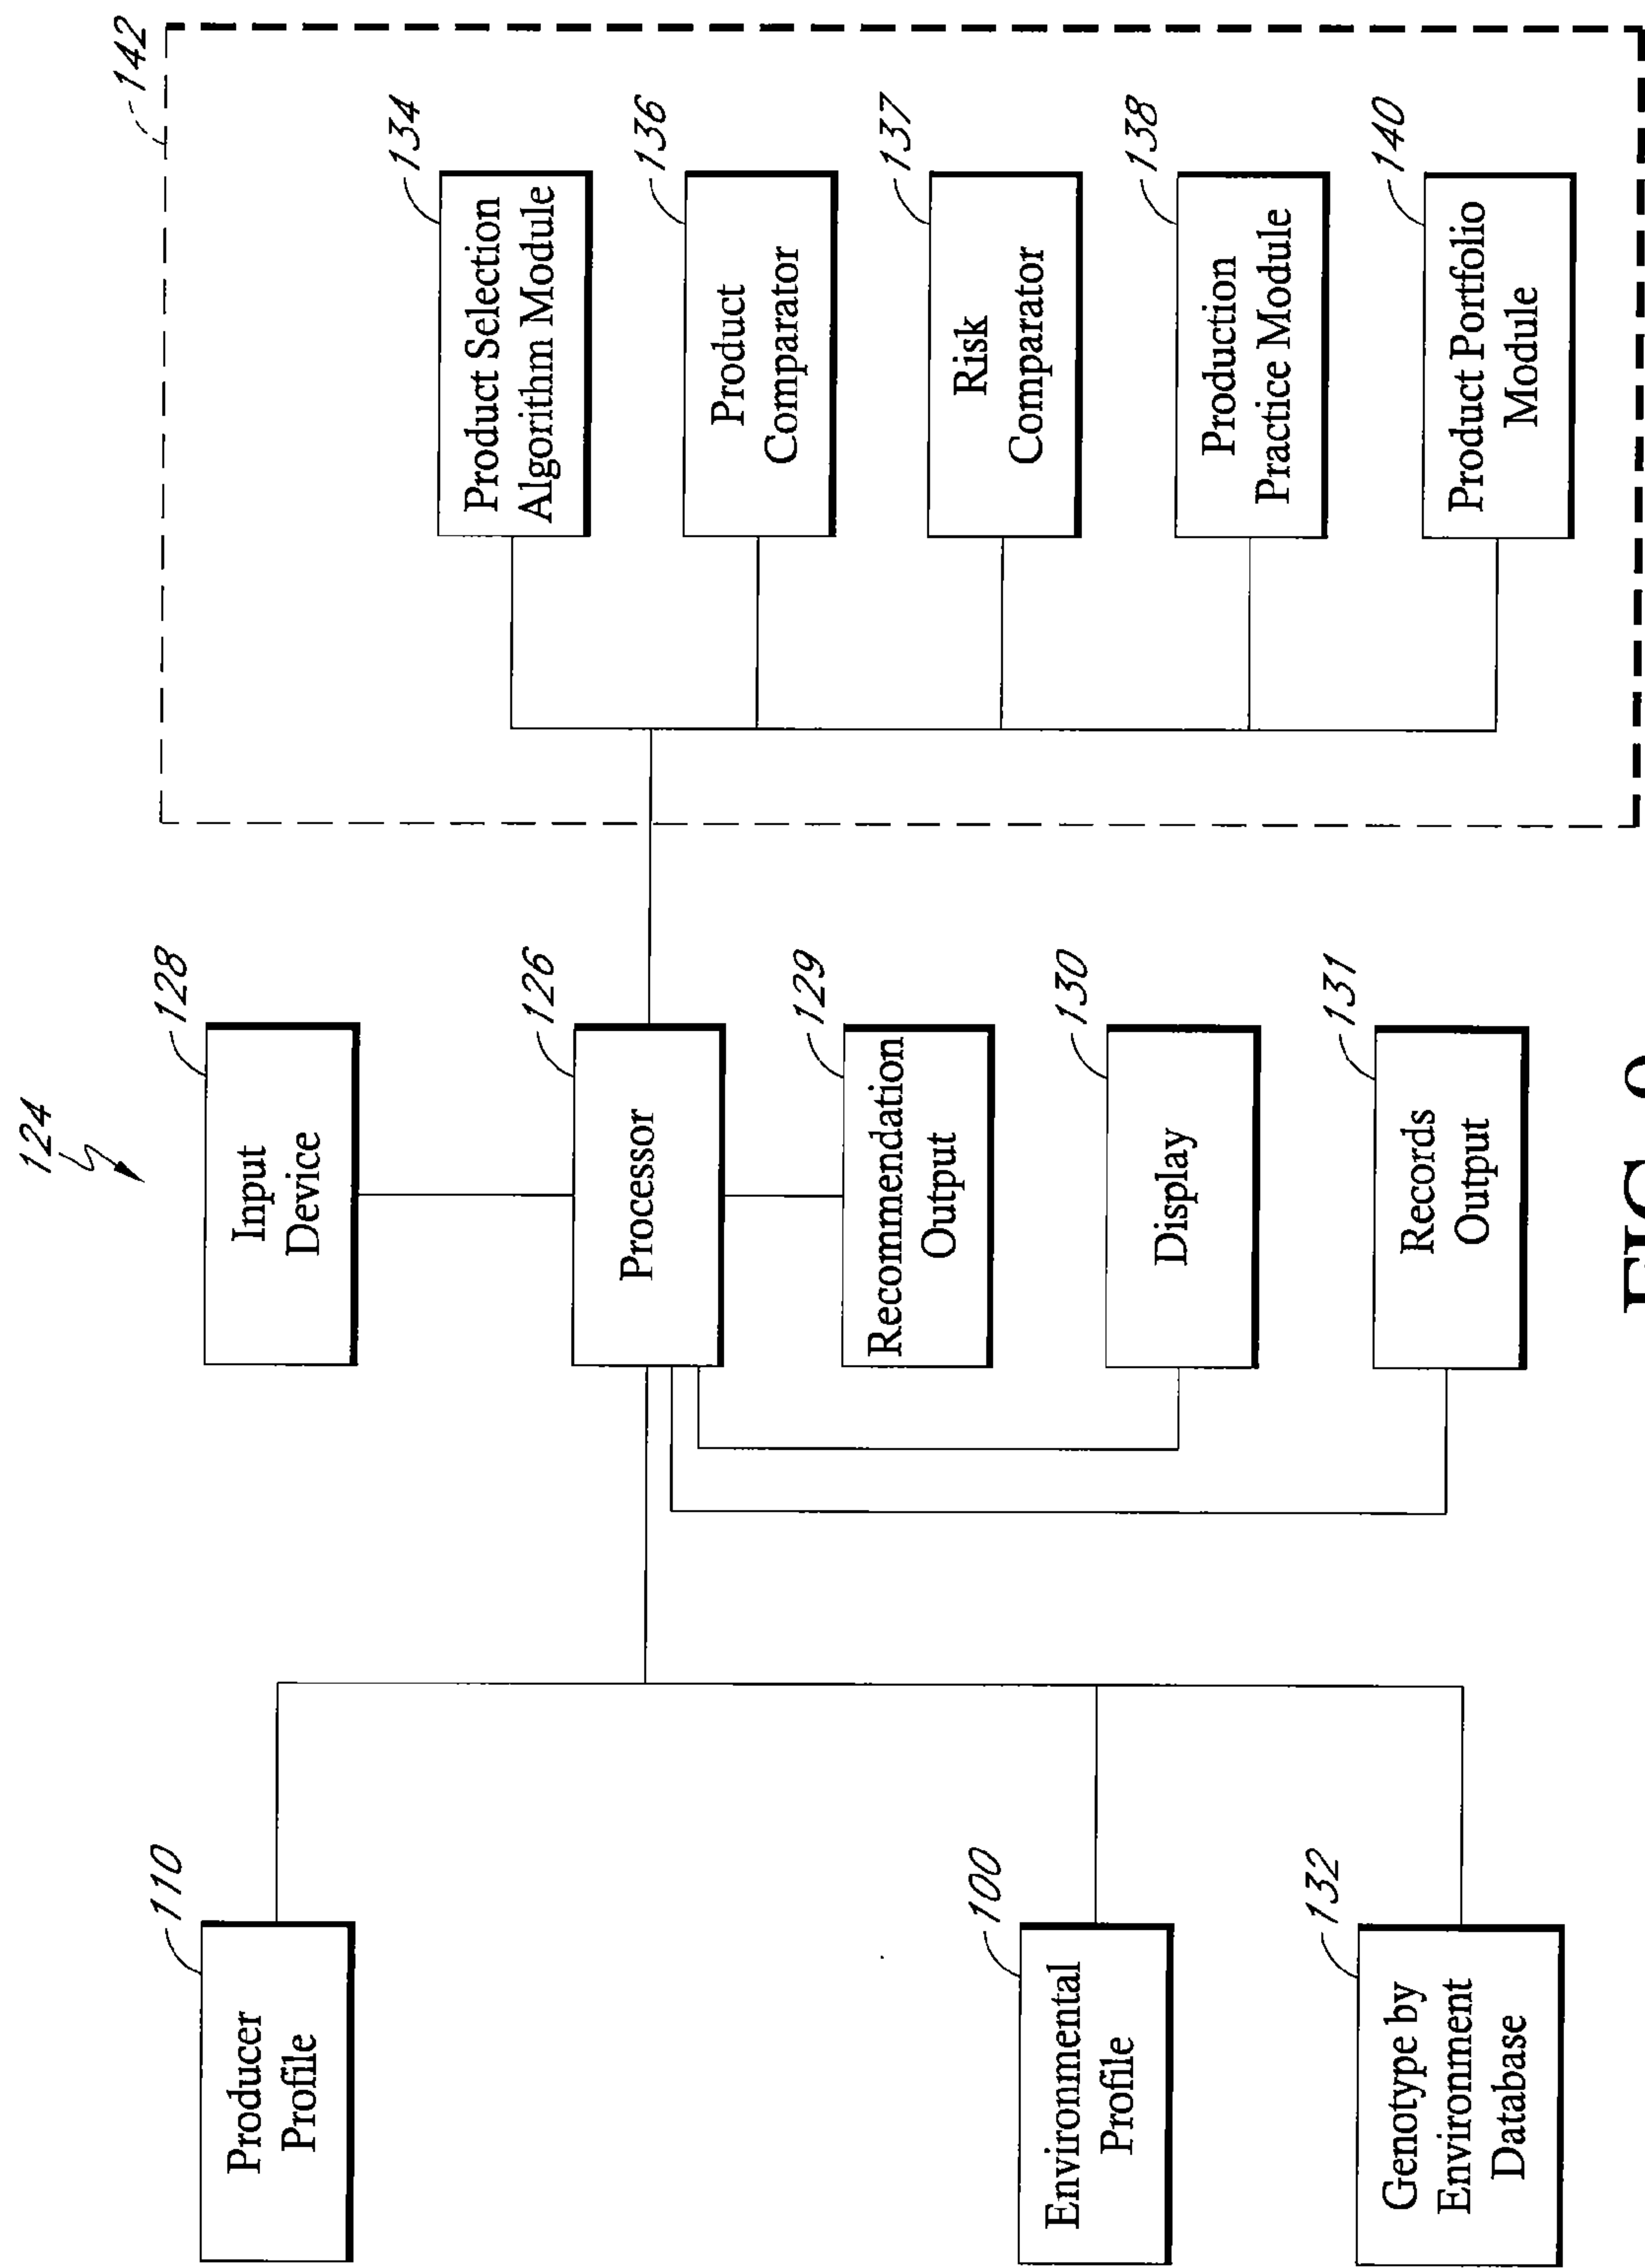 124
110
Producer
Profile
100
Environmental
Profile
132
Genotype by
Environment
Database
128
Input
Device
126
Processor
129
Recommendation
Output
130
Display
131
Records
Output
142
134
Product Selection
Algorithm Module
136
Product
Comparator
137
Risk
Comparator
138
Production
Practice Module
140
Product Portfolio
Module
FIG.